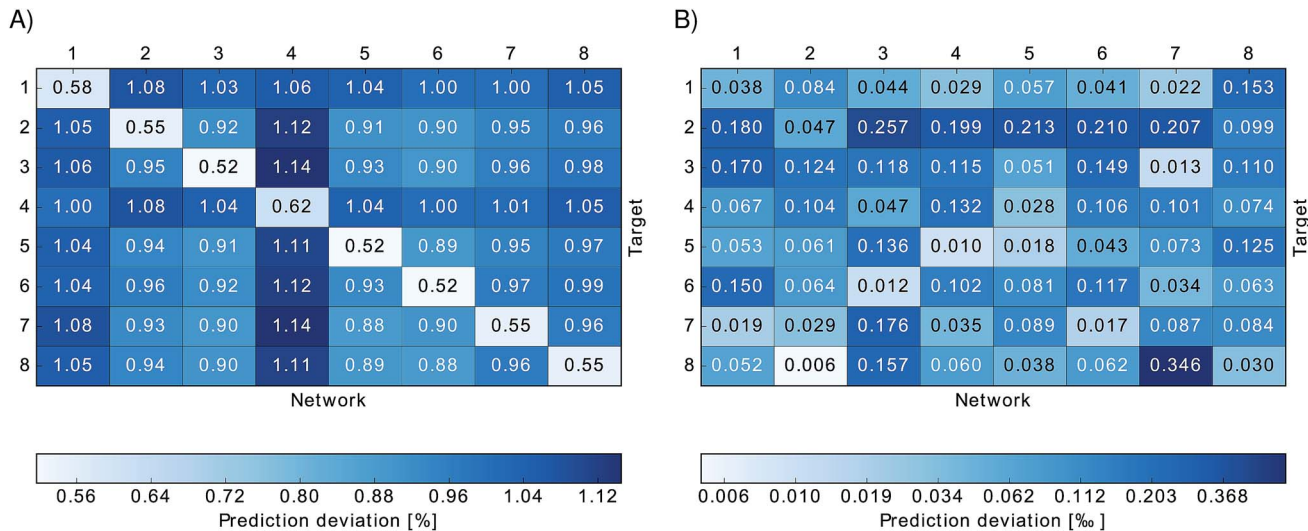 A)
1 2 3 4 5 6 7 8
1 0.58 1.08 1.03 1.06 1.04 1.00 1.00 1.05
2 1.05 0.55 0.92 1.12 0.91 0.90 0.95 0.96
3 1.06 0.95 0.52 1.14 0.93 0.90 0.96 0.98
4 1.00 1.08 1.04 0.62 1.04 1.00 1.01 1.05
5 1.04 0.94 0.91 1.11 0.52 0.89 0.95 0.97
6 1.04 0.96 0.92 1.12 0.93 0.52 0.97 0.99
7 1.08 0.93 0.90 1.14 0.88 0.90 0.55 0.96
8 1.05 0.94 0.90 1.11 0.89 0.88 0.96 0.55
Target
Network
0.56 0.64 0.72 0.80 0.88 0.96 1.04 1.12
Prediction deviation [%]
B)
1 2 3 4 5 6 7 8
1 0.038 0.084 0.044 0.029 0.057 0.041 0.022 0.153
2 0.180 0.047 0.257 0.199 0.213 0.210 0.207 0.099
3 0.170 0.124 0.118 0.115 0.051 0.149 0.013 0.110
4 0.067 0.104 0.047 0.132 0.028 0.106 0.101 0.074
5 0.053 0.061 0.136 0.010 0.018 0.043 0.073 0.125
6 0.150 0.064 0.012 0.102 0.081 0.117 0.034 0.063
7 0.019 0.029 0.176 0.035 0.089 0.017 0.087 0.084
8 0.052 0.006 0.157 0.060 0.038 0.062 0.346 0.030
Target
Network
0.006 0.010 0.019 0.034 0.062 0.112 0.203 0.368
Prediction deviation [‰]